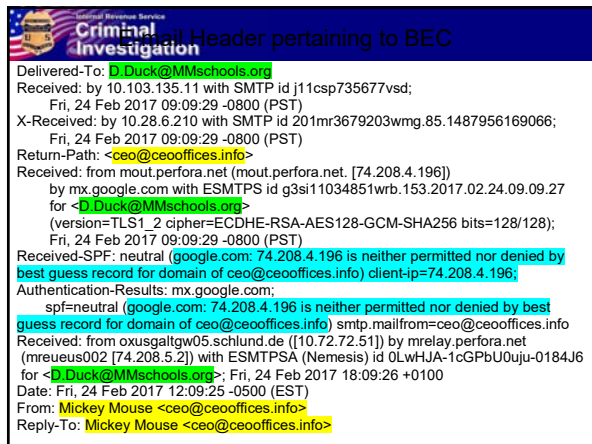 Internal Revenue Service
Criminal
Investigation
E-mail Header pertaining to BEC
Delivered-To: D.Duck@MMschools.org
Received: by 10.103.135.11 with SMTP id j11csp735677vsd;
Fri, 24 Feb 2017 09:09:29 -0800 (PST)
X-Received: by 10.28.6.210 with SMTP id 201mr3679203wmg.85.1487956169066;
Fri, 24 Feb 2017 09:09:29 -0800 (PST)
Return-Path: <ceo@ceooffices.info>
Received: from mout.perfora.net (mout.perfora.net. [74.208.4.196])
by mx.google.com with ESMTPS id g3si11034851wrb.153.2017.02.24.09.09.27
for <D.Duck@MMschools.org>
(version=TLS1_2 cipher=ECDHE-RSA-AES128-GCM-SHA256 bits=128/128);
Fri, 24 Feb 2017 09:09:29 -0800 (PST)
Received-SPF: neutral (google.com: 74.208.4.196 is neither permitted nor denied by
best guess record for domain of ceo@ceooffices.info) client-ip=74.208.4.196;
Authentication-Results: mx.google.com;
spf=neutral (google.com: 74.208.4.196 is neither permitted nor denied by best
guess record for domain of ceo@ceooffices.info) smtp.mailfrom=ceo@ceooffices.info
Received: from oxusgaltgw05.schlund.de ([10.72.72.51]) by mrelay.perfora.net
(mreueus002 [74.208.5.2]) with ESMTPSA (Nemesis) id 0LwHJA-1cGPbU0uju-0184J6
for <D.Duck@MMschools.org>; Fri, 24 Feb 2017 18:09:26 +0100
Date: Fri, 24 Feb 2017 12:09:25 -0500 (EST)
From: Mickey Mouse <ceo@ceooffices.info>
Reply-To: Mickey Mouse <ceo@ceooffices.info>